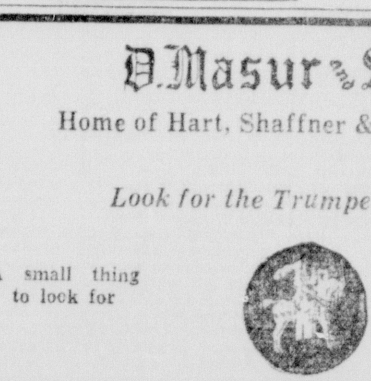 D. Masur and
Home of Hart, Shaffner &
Look for the Trumpe
small thing
to look for